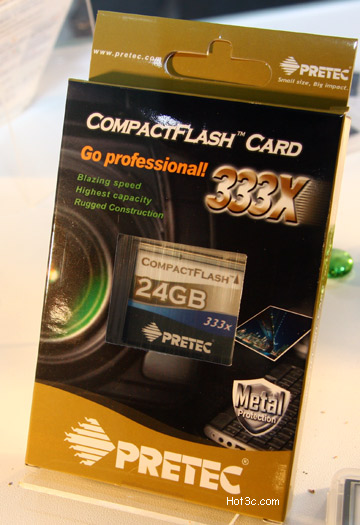 www.pretec.com
PRETEC
Small size, Big impact.
COMPACTFLASH™ CARD
Go professional!
333X
Blazing speed
Highest capacity
Rugged Construction
COMPACTFLASH™
24GB
333x
PRETEC
Metal
Protection
PRETEC®
Hot3c.com